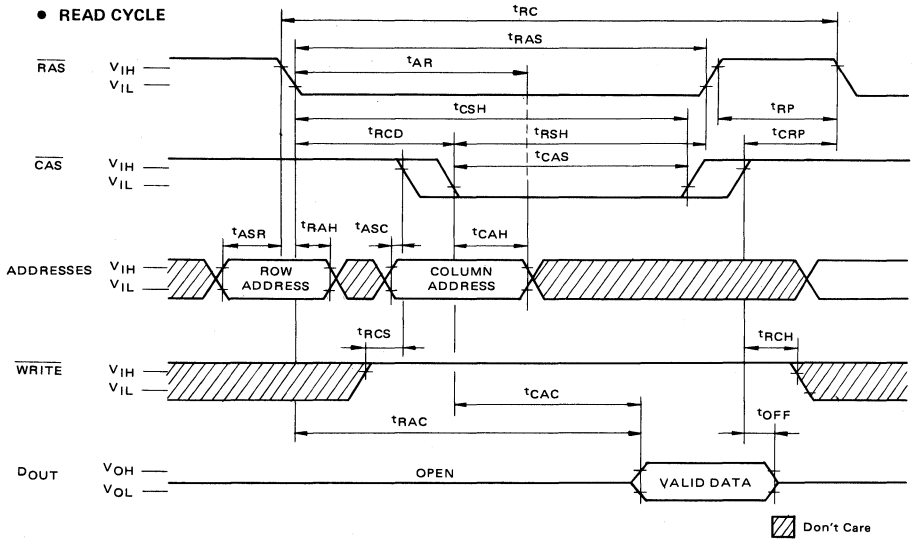 • READ CYCLE
tRC
tRAS
tAR
RAS
VIH
VIL
tCSH
tRP
tRCD
tRSH
tCRP
CAS
VIH
VIL
tCAS
tASR
tRAH
tASC
tCAH
ADDRESSES
VIH
VIL
ROW
ADDRESS
COLUMN
ADDRESS
tRCS
tRCH
WRITE
VIH
VIL
tCAC
tOFF
tRAC
DOUT
VOH
VOL
OPEN
VALID DATA
Don't Care